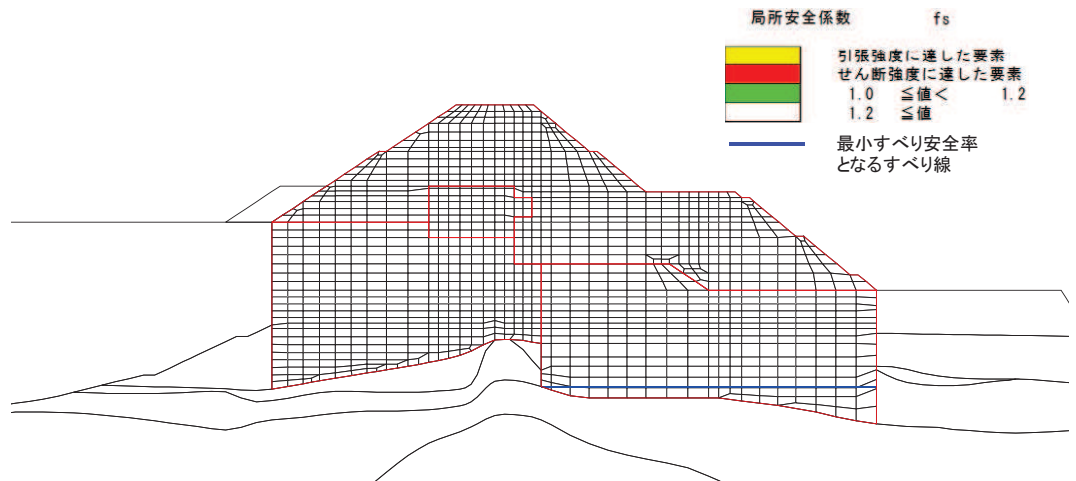 局所安全係数 fs
引張強度に達した要素
せん断強度に達した要素
1.0 ≦値< 1.2
1.2 ≦値
最小すべり安全率
となるすべり線